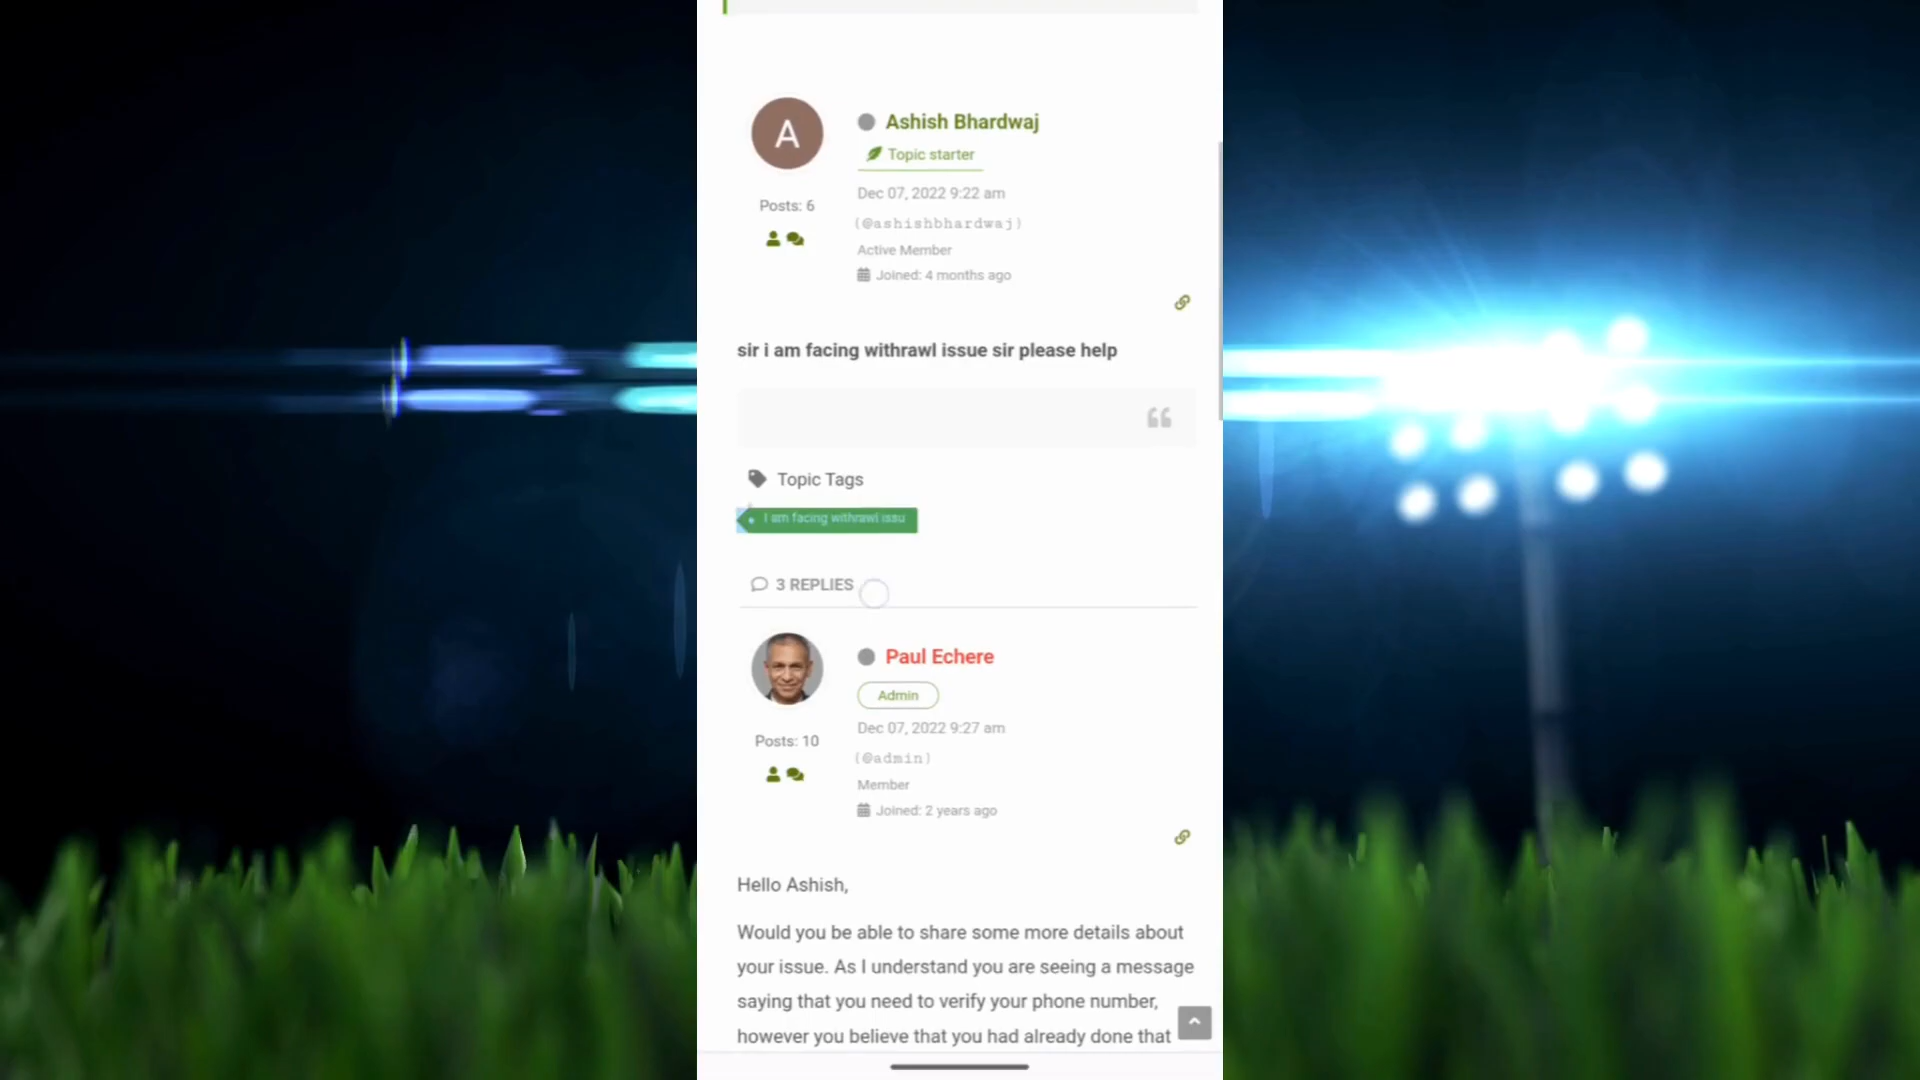 A
Ashish Bhardwaj
Topic starter
Dec 07, 2022 9:22 am
Posts: 6
(@ashishbhardwaj)
Active Member
Joined: 4 months ago
sir i am facing withrawl issue sir please help
Topic Tags
I am facing withrawl issu
3 REPLIES
Paul Echere
Admin
Dec 07, 2022 9:27 am
Posts: 10
(@admin)
Member
Joined: 2 years ago
Hello Ashish,
Would you be able to share some more details about
your issue. As I understand you are seeing a message
saying that you need to verify your phone number,
however you believe that you had already done that